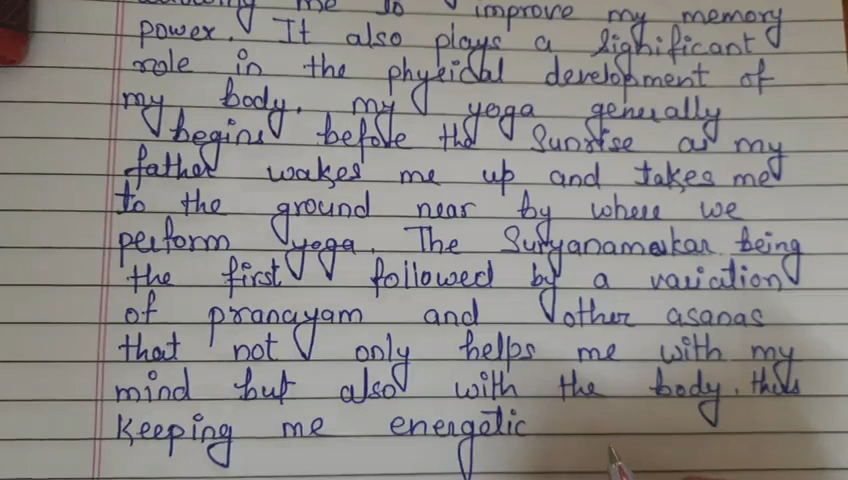 me to improve my memory
power. It also plays a significant
role in the physical development of
my body. my yoga generally
begins before the Sunrise as my
father wakes me up and takes me
to the ground near by where we
perform yoga. The Suryanamaskar being
the first followed by a variation
of pranayam and other asanas
that not only helps me with my
mind but also with the body. thus
keeping me energetic